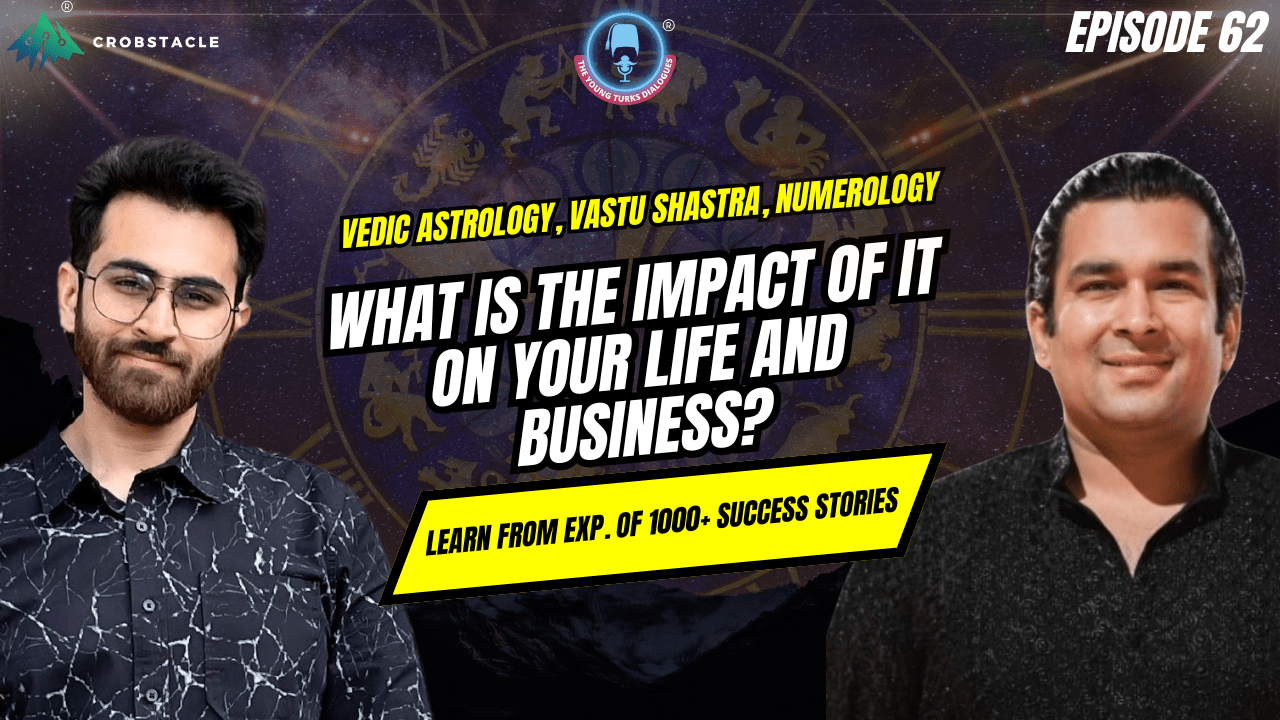 ®
CROBSTACLE
®
THE YOUNG TURKS DIALOGUES
EPISODE 62
VEDIC ASTROLOGY, VASTU SHASTRA, NUMEROLOGY
WHAT IS THE IMPACT OF IT
ON YOUR LIFE AND
BUSINESS?
LEARN FROM EXP. OF 1000+ SUCCESS STORIES